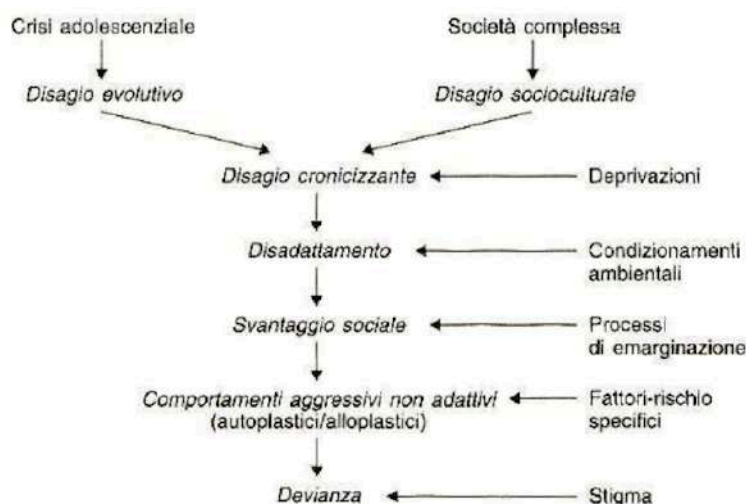 Crisi adolescenziale
Società complessa
Disagio evolutivo
Disagio socioculturale
Disagio cronicizzante
Deprivazioni
Disadattamento
Condizionamenti
ambientali
Svantaggio sociale
Processi
di emarginazione
Comportamenti aggressivi non adattivi
(autoplastici/alloplastici)
Fattori-rischio
specifici
Devianza
Stigma